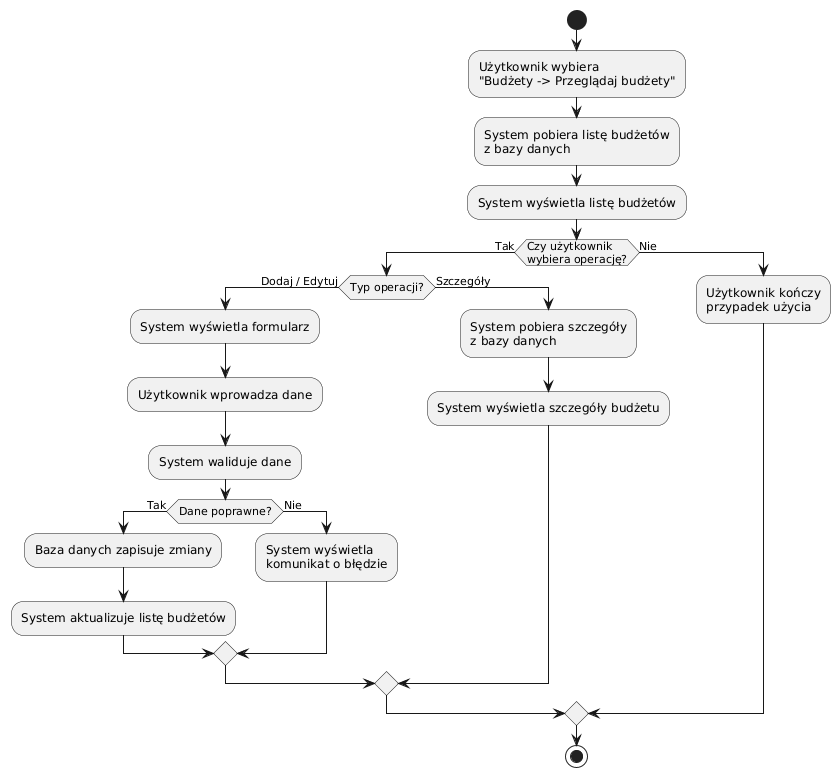 Użytkownik wybiera
"Budżety -> Przeglądaj budżety"
System pobiera listę budżetów
z bazy danych
System wyświetla listę budżetów
Tak
Czy użytkownik
wybiera operację?
Nie
Dodaj / Edytuj
Typ operacji?
Szczegóły
Użytkownik kończy
przypadek użycia
System wyświetla formularz
System pobiera szczegóły
z bazy danych
Użytkownik wprowadza dane
System wyświetla szczegóły budżetu
System waliduje dane
Tak
Dane poprawne?
Nie
Baza danych zapisuje zmiany
System wyświetla
komunikat o błędzie
System aktualizuje listę budżetów